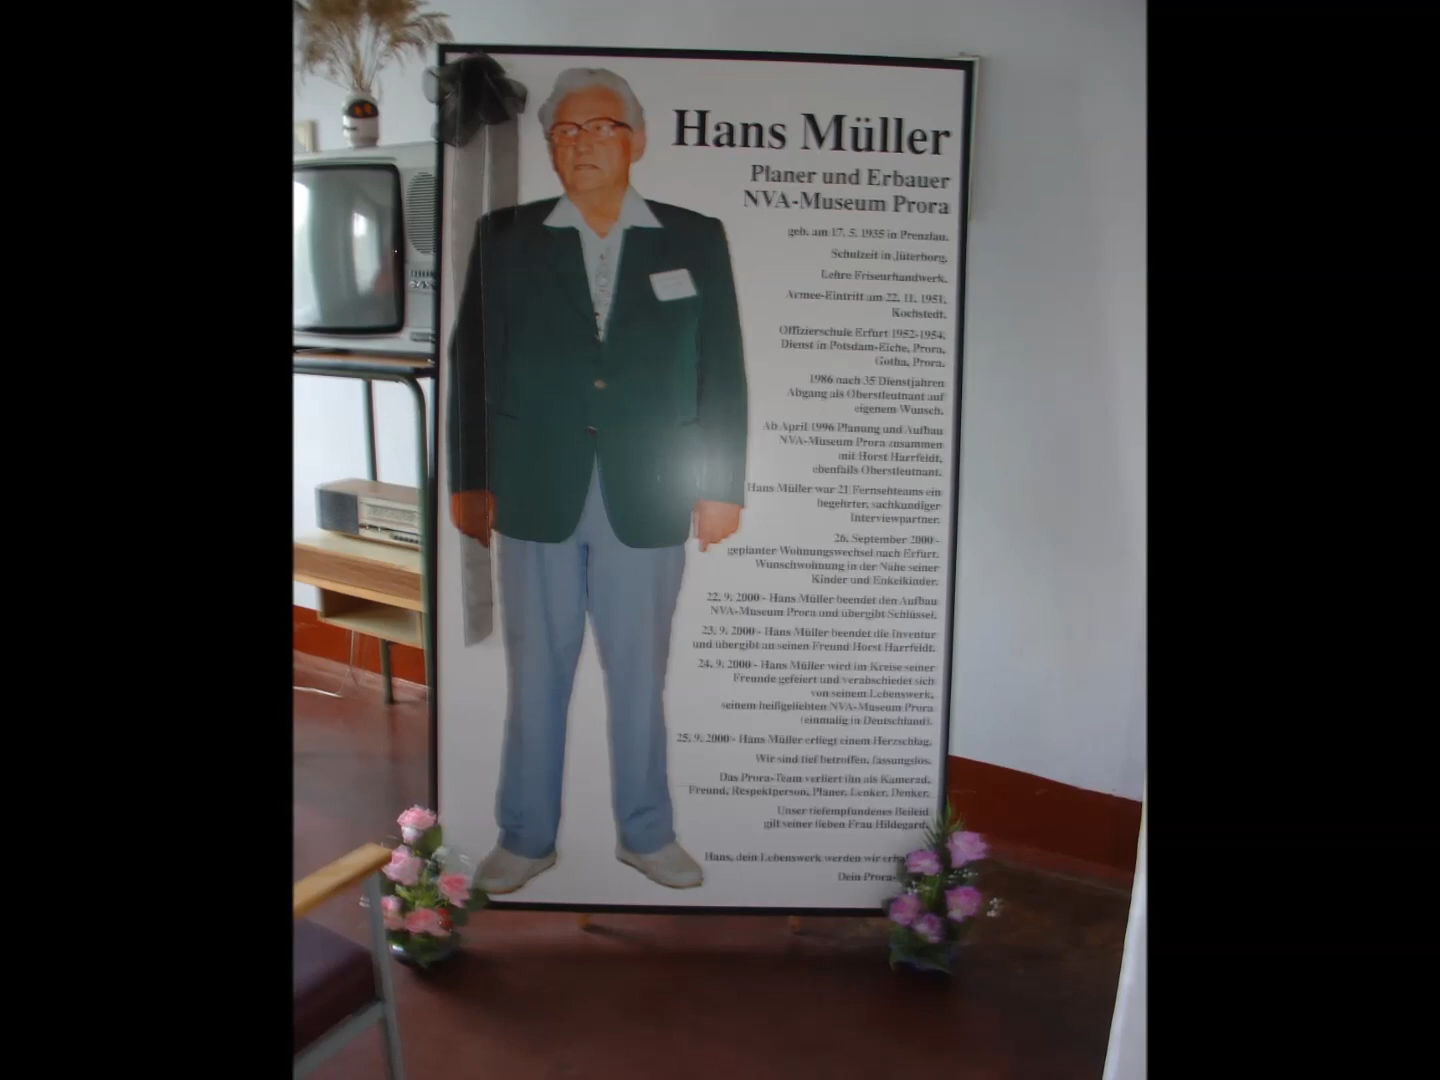 Hans Müller
Planer und Erbauer
NVA-Museum Prora
geb. am 17. 5. 1935 in Prenzlau.
Schulzeit in Jüterborg.
Lehre Friseurhandwerk.
Armee-Eintritt am 22. 11. 1951.
Kochstedt.
Offizierschule Erfurt 1952-1954.
Dienst in Potsdam-Eiche, Prora,
Gotha, Prora.
1986 nach 35 Dienstjahren
Abgang als Oberstleutnant auf
eigenem Wunsch.
Ab April 1996 Planung und Aufbau
NVA-Museum Prora zusammen
mit Horst Harrfeldt,
ebenfalls Oberstleutnant.
Hans Müller war 21 Fernsehteams ein
begehrter, sachkundiger
Interviewpartner.
26. September 2000 -
geplanter Wohnungswechsel nach Erfurt.
Wunschwohnung in der Nähe seiner
Kinder und Enkelkinder.
22. 9. 2000 - Hans Müller beendet den Aufbau
NVA-Museum Prora und übergibt Schlüssel.
23. 9. 2000 - Hans Müller beendet die Inventur
und übergibt an seinen Freund Horst Harrfeldt.
24. 9. 2000 - Hans Müller wird im Kreise seiner
Freunde gefeiert und verabschiedet sich
von seinem Lebenswerk,
seinem heißgeliebten NVA-Museum Prora
(einmalig in Deutschland).
25. 9. 2000 - Hans Müller erliegt einem Herzschlag.
Wir sind tief betroffen, fassungslos.
Das Prora-Team verliert ihn als Kamerad,
Freund, Respektperson, Planer, Lenker, Denker.
Unser tiefempfundenes Beileid
gilt seiner lieben Frau Hildegard.
Hans, dein Lebenswerk werden wir
Dein Prora-